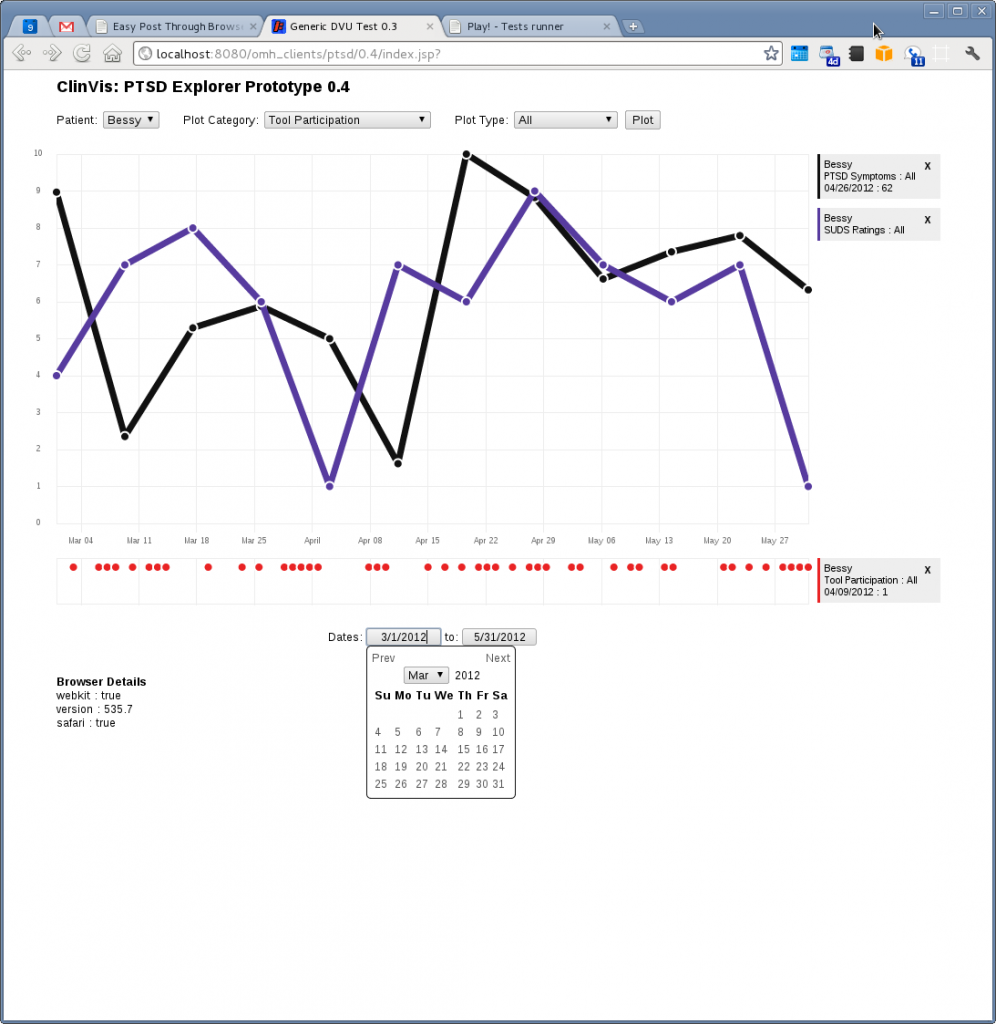 9
Easy Post Through Browse
Generic DVU Test 0.3
Play! - Tests runner
localhost:8080/omh_clients/ptsd/0.4/index.jsp?
4d
11
ClinVis: PTSD Explorer Prototype 0.4
Patient: Bessy Plot Category: Tool Participation Plot Type: All Plot
10
9
8
7
6
5
4
3
2
1
0
Mar 04 Mar 11 Mar 18 Mar 25 April Apr 08 Apr 15 Apr 22 Apr 29 May 06 May 13 May 20 May 27
Bessy X
PTSD Symptoms : All
04/26/2012 : 62
Bessy X
SUDS Ratings : All
Bessy X
Tool Participation : All
04/09/2012 : 1
Dates: 3/1/2012 to: 5/31/2012
Prev Next
Mar 2012
Su Mo Tu We Th Fr Sa
1 2 3
4 5 6 7 8 9 10
11 12 13 14 15 16 17
18 19 20 21 22 23 24
25 26 27 28 29 30 31
Browser Details
webkit : true
version : 535.7
safari : true